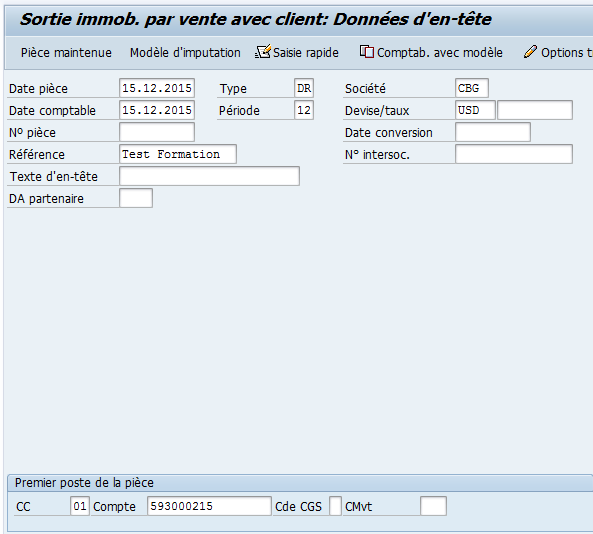 Sortie immob. par vente avec client: Données d'en-tête
Pièce maintenue Modèle d'imputation Saisie rapide Comptab. avec modèle Options t
Date pièce 15.12.2015 Type DR Société CBG
Date comptable 15.12.2015 Période 12 Devise/taux USD
Nº pièce Date conversion
Référence Test Formation N° intersoc.
Texte d'en-tête
DA partenaire
Premier poste de la pièce
CC 01 Compte 593000215 Cde CGS CMvt